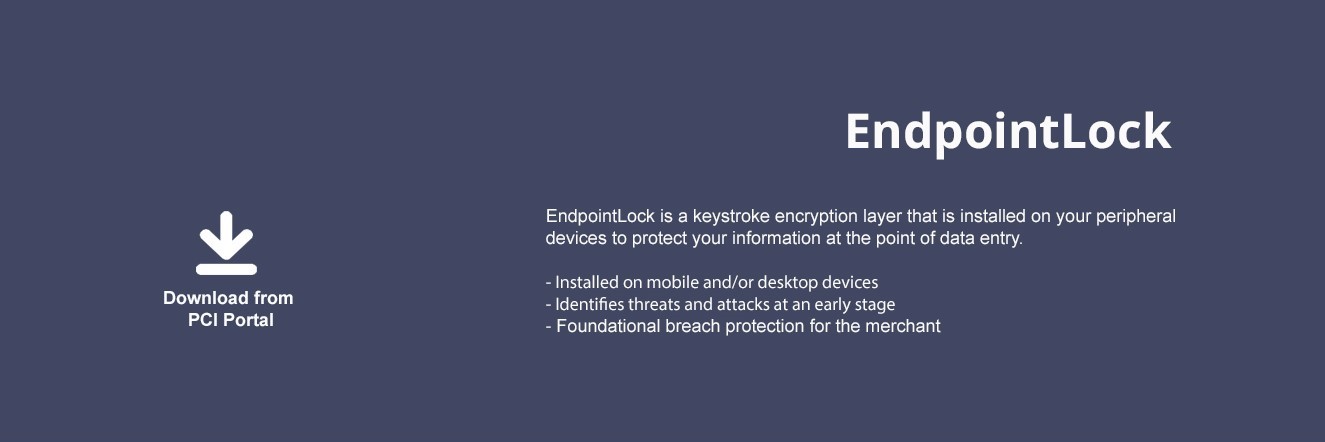 EndpointLock
EndpointLock is a keystroke encryption layer that is installed on your peripheral
devices to protect your information at the point of data entry.
- Installed on mobile and/or desktop devices
- Identifies threats and attacks at an early stage
- Foundational breach protection for the merchant
Download from
PCI Portal